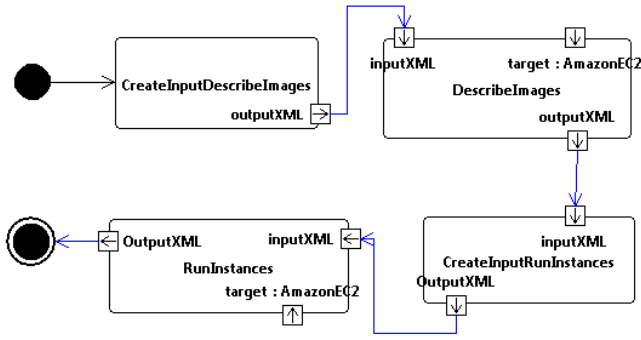 CreateInputDescribeImages
outputXML
inputXML
target : AmazonEC2
DescribeImages
outputXML
inputXML
CreateInputRunInstances
OutputXML
OutputXML
inputXML
RunInstances
target : AmazonEC2